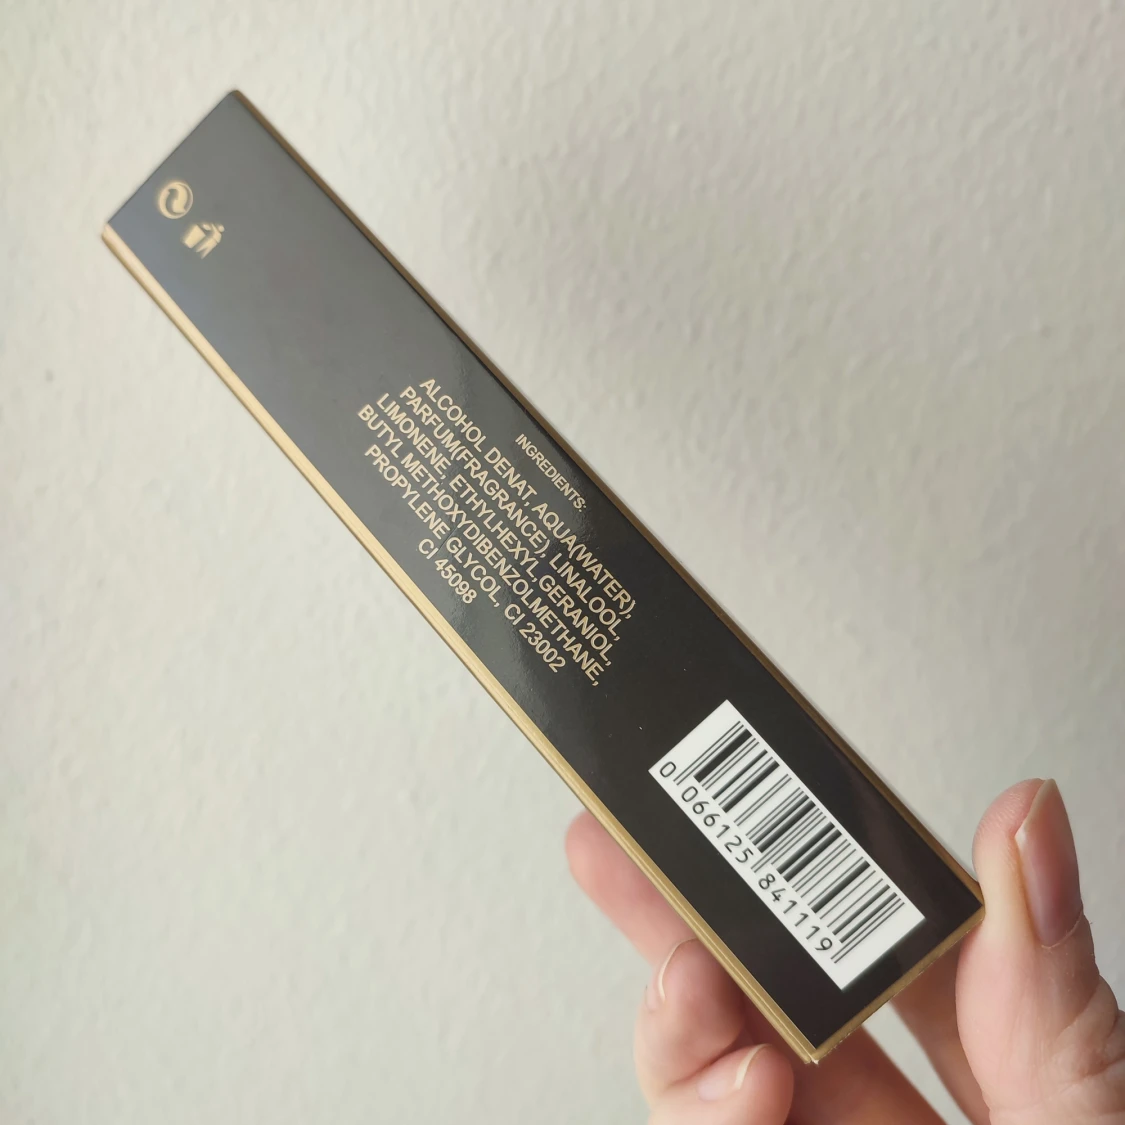 INGREDIENTS:
ALCOHOL DENAT, AQUA(WATER),
PARFUM(FRAGRANCE), LINALOOL,
LIMONENE, ETHYLHEXYL, GERANIOL,
BUTYL METHOXYDIBENZOLMETHANE,
PROPYLENE GLYCOL, CI 23002
CI 45098
0 066125 841119